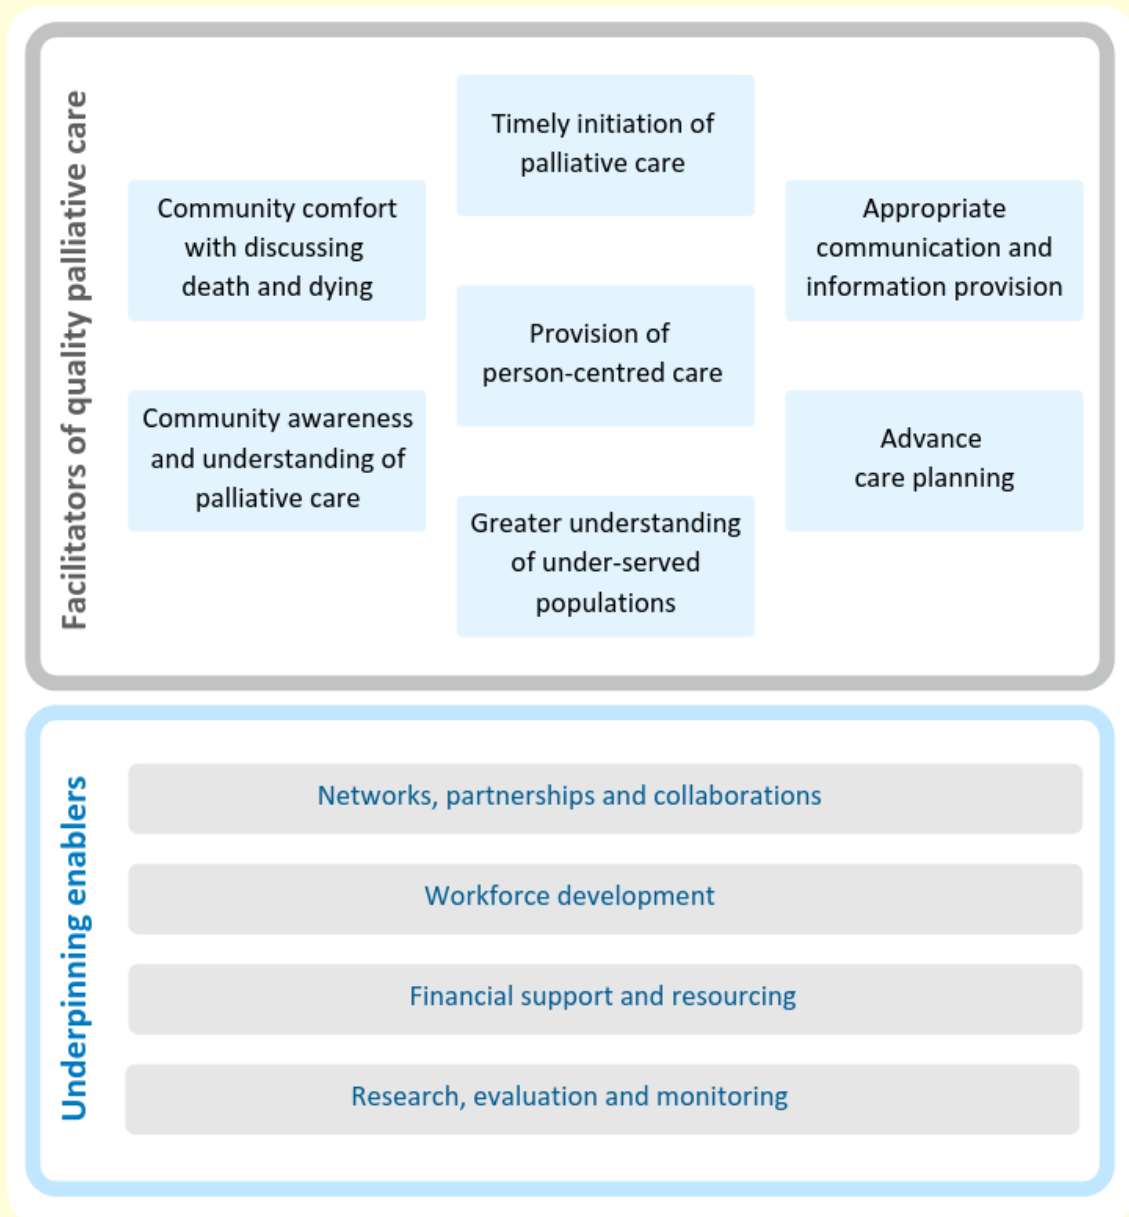 Facilitators of quality palliative care
Timely initiation of
palliative care
Community comfort
with discussing
death and dying
Appropriate
communication and
information provision
Provision of
person-centred care
Community awareness
and understanding of
palliative care
Advance
care planning
Greater understanding
of under-served
populations
Underpinning enablers
Networks, partnerships and collaborations
Workforce development
Financial support and resourcing
Research, evaluation and monitoring